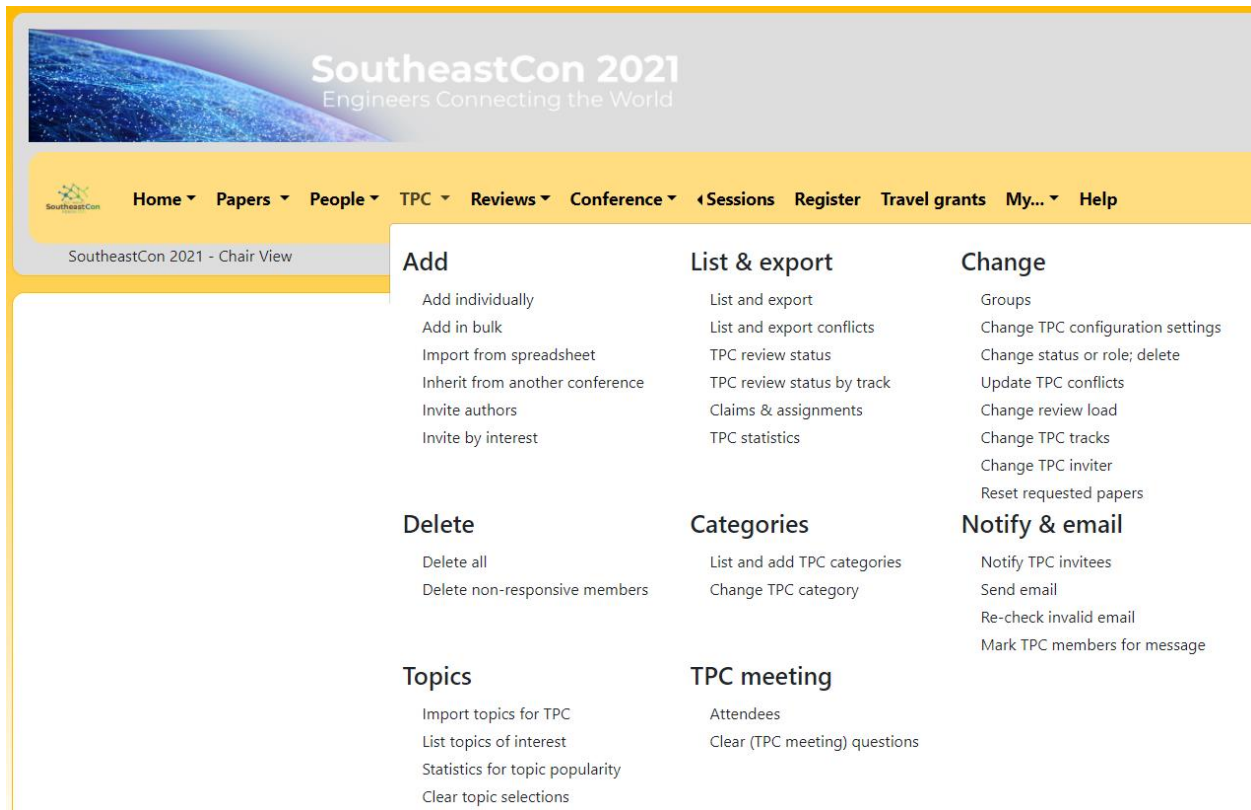 SoutheastCon 2021
Engineers Connecting the World
SoutheastCon
Home Papers People TPC Reviews Conference Sessions Register Travel grants My... Help
SoutheastCon 2021 - Chair View
Add
Add individually
Add in bulk
Import from spreadsheet
Inherit from another conference
Invite authors
Invite by interest
List & export
List and export
List and export conflicts
TPC review status
TPC review status by track
Claims & assignments
TPC statistics
Change
Groups
Change TPC configuration settings
Change status or role; delete
Update TPC conflicts
Change review load
Change TPC tracks
Change TPC inviter
Reset requested papers
Delete
Delete all
Delete non-responsive members
Categories
List and add TPC categories
Change TPC category
Notify & email
Notify TPC invitees
Send email
Re-check invalid email
Mark TPC members for message
Topics
Import topics for TPC
List topics of interest
Statistics for topic popularity
Clear topic selections
TPC meeting
Attendees
Clear (TPC meeting) questions